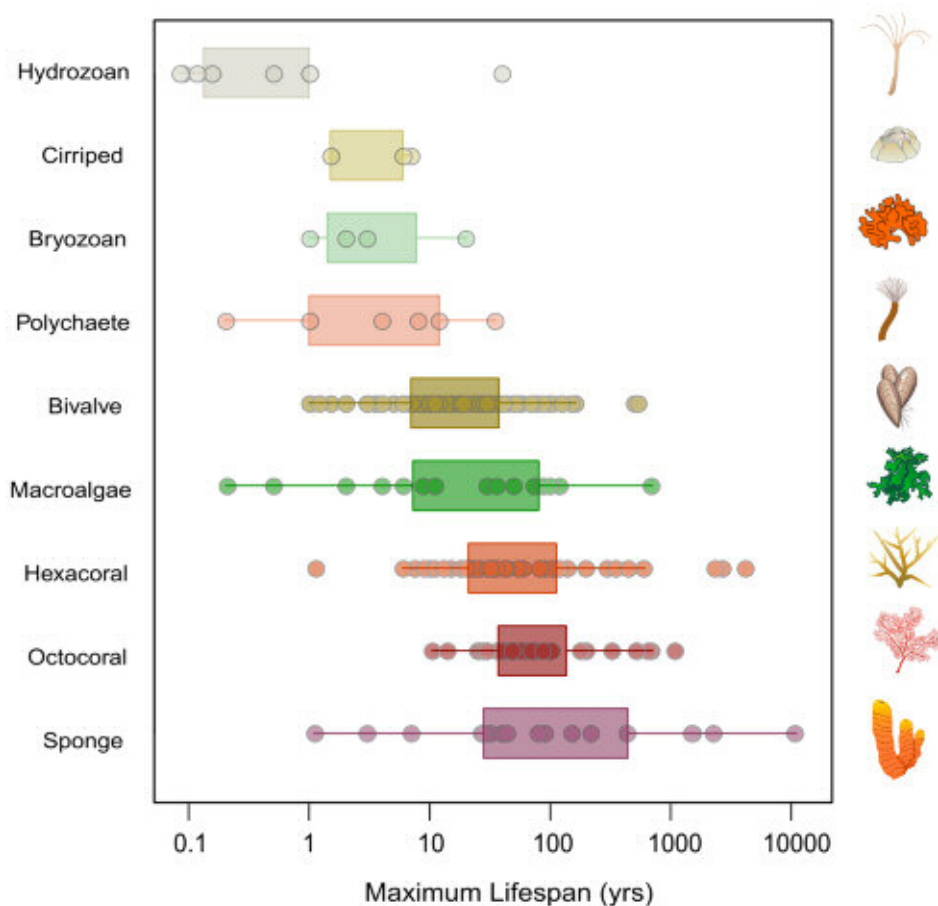 Hydrozoan
Cirriped
Bryozoan
Polychaete
Bivalve
Macroalgae
Hexacoral
Octocoral
Sponge
0.1 1 10 100 1000 10000
Maximum Lifespan (yrs)